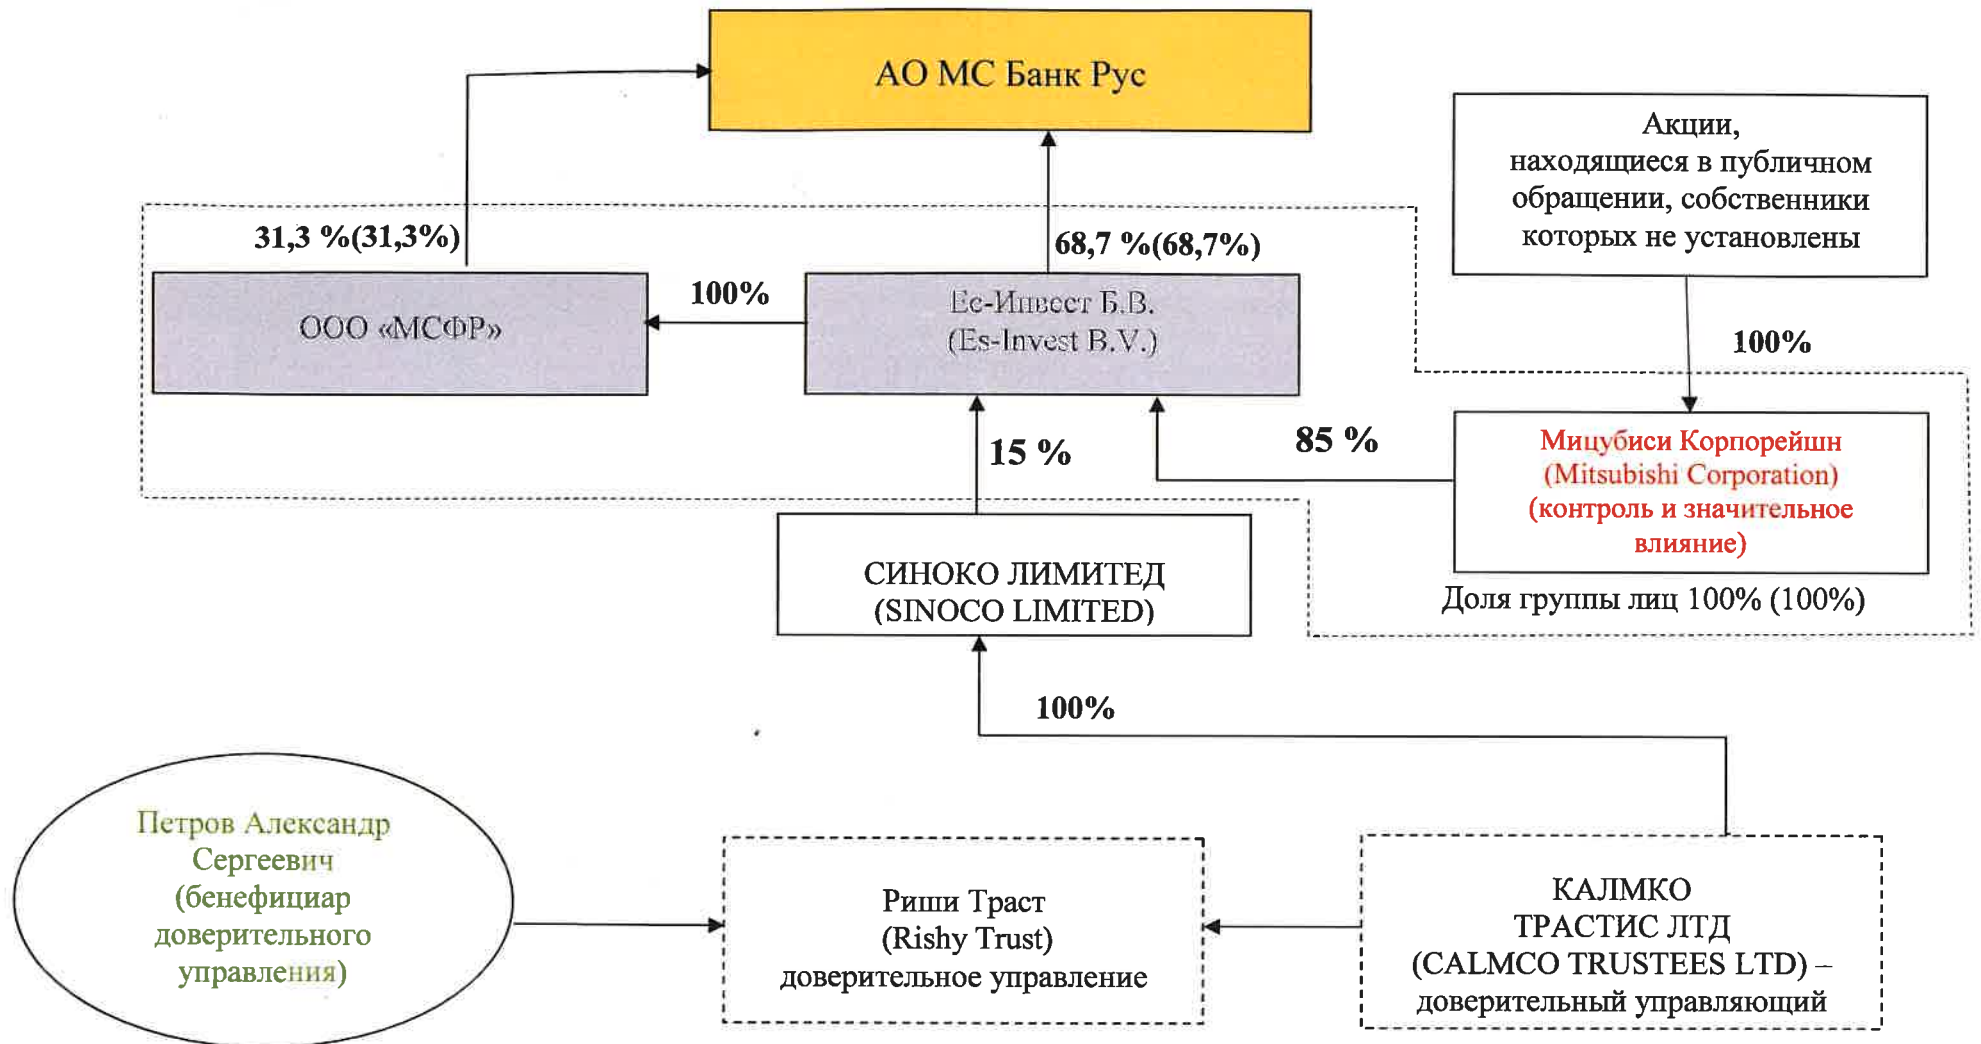 АО МС Банк Рус
Акции,
находящиеся в публичном
обращении, собственники
которых не установлены
31,3 %(31,3%)
68,7 %(68,7%)
100%
ООО «МСФР»
100%
Ес-Инвест Б.В.
(Es-Invest B.V.)
15 %
85 %
Мицубиси Корпорейшн
(Mitsubishi Corporation)
(контроль и значительное
влияние)
Доля группы лиц 100% (100%)
СИНОКО ЛИМИТЕД
(SINOCO LIMITED)
100%
Петров Александр
Сергеевич
(бенефициар
доверительного
управления)
Риши Траст
(Rishy Trust)
доверительное управление
КАЛМКО
ТРАСТИС ЛТД
(CALMCO TRUSTEES LTD) –
доверительный управляющий